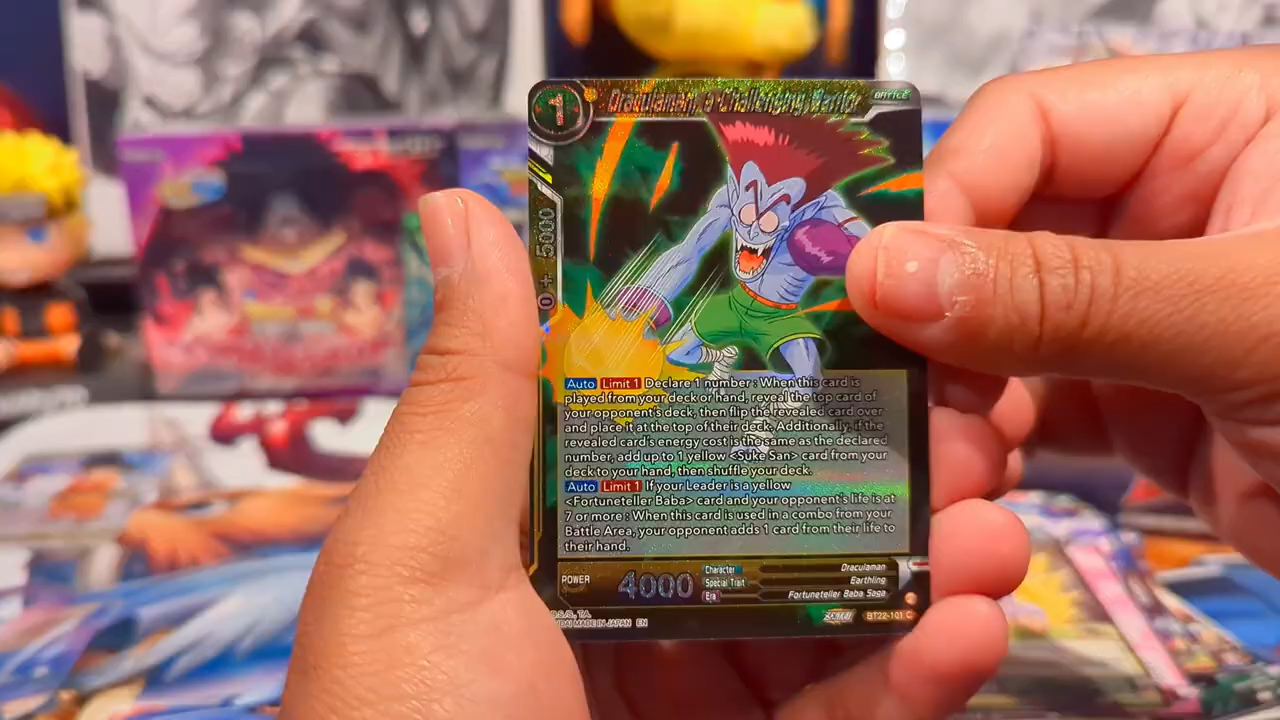 1
Draculaman, a Challenging Warrior
BATTLE
0 + 5000
Auto Limit 1 Declare 1 number : When this card is
played from your deck or hand, reveal the top card of
your opponent's deck, then flip the revealed card over
and place it at the top of their deck. Additionally, if the
revealed card's energy cost is the same as the declared
number, add up to 1 yellow <Suke San> card from your
deck to your hand, then shuffle your deck.
Auto Limit 1 If your Leader is a yellow
<Fortuneteller Baba> card and your opponent's life is at
7 or more : When this card is used in a combo from your
Battle Area, your opponent adds 1 card from their life to
their hand.
POWER 4000
Character Draculaman
Special Trait Earthling
Era Fortuneteller Baba Saga
MADE IN JAPAN EN
BT22-101 C